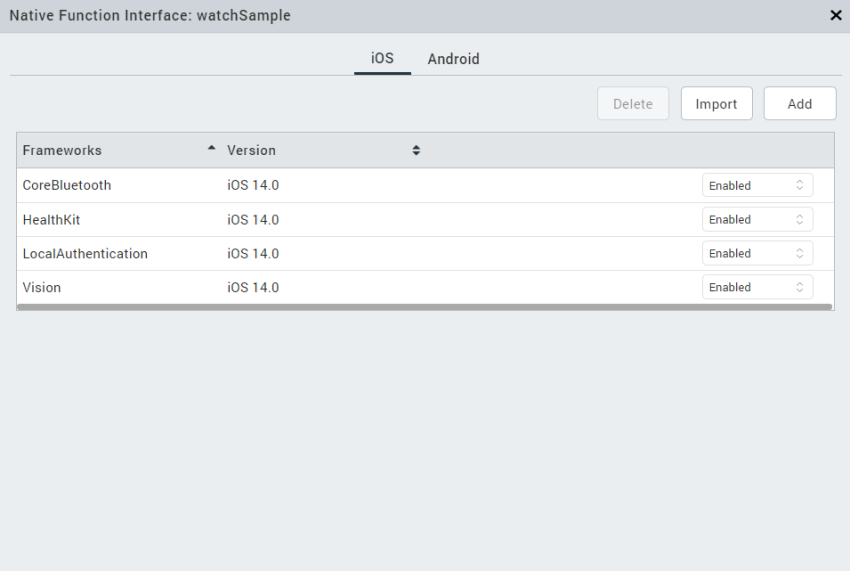 Native Function Interface: watchSample
iOS Android
Delete Import Add
Frameworks Version
CoreBluetooth iOS 14.0 Enabled
HealthKit iOS 14.0 Enabled
LocalAuthentication iOS 14.0 Enabled
Vision iOS 14.0 Enabled